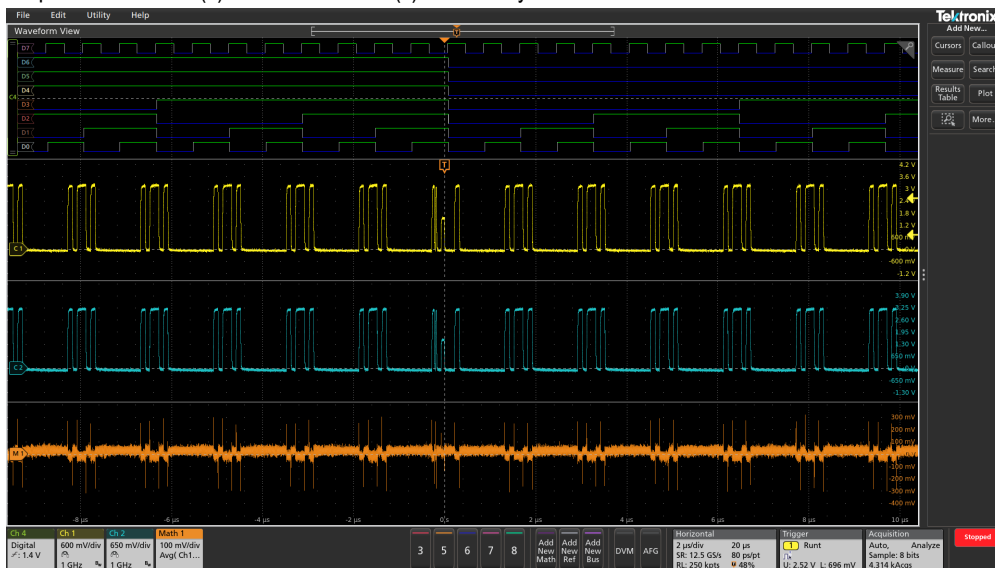 File Edit Utility Help
Tektronix
Waveform View
Add New...
Cursors Callou
Measure Search
Results Table Plot
More...
D7
D6
D5
D4
C4
D3
D2
D1
D0
T
T
4.2 V
3.6 V
3 V
1.8 V
1.2 V
C 1
-600 mV
-1.2 V
3.90 V
3.25 V
2.60 V
1.95 V
1.30 V
650 mV
C 2
-650 mV
-1.30 V
300 mV
200 mV
100 mV
M 1
-100 mV
-200 mV
-300 mV
-400 mV
-8 µs -6 µs -4 µs -2 µs 0 s 2 µs 4 µs 6 µs 8 µs 10 µs
Ch 4 Ch 1 Ch 2 Math 1
Digital 600 mV/div 650 mV/div 100 mV/div
: 1.4 V Avg( Ch1...
1 GHz 1 GHz
3 5 6 7 8
Add New Math Add New Ref Add New Bus DVM AFG
Horizontal
2 µs/div 20 µs
SR: 12.5 GS/s 80 ps/pt
RL: 250 kpts 48%
Trigger
1 Runt
U: 2.52 V L: 696 mV
Acquisition
Auto, Analyze
Sample: 8 bits
4.314 kAcqs
Stopped